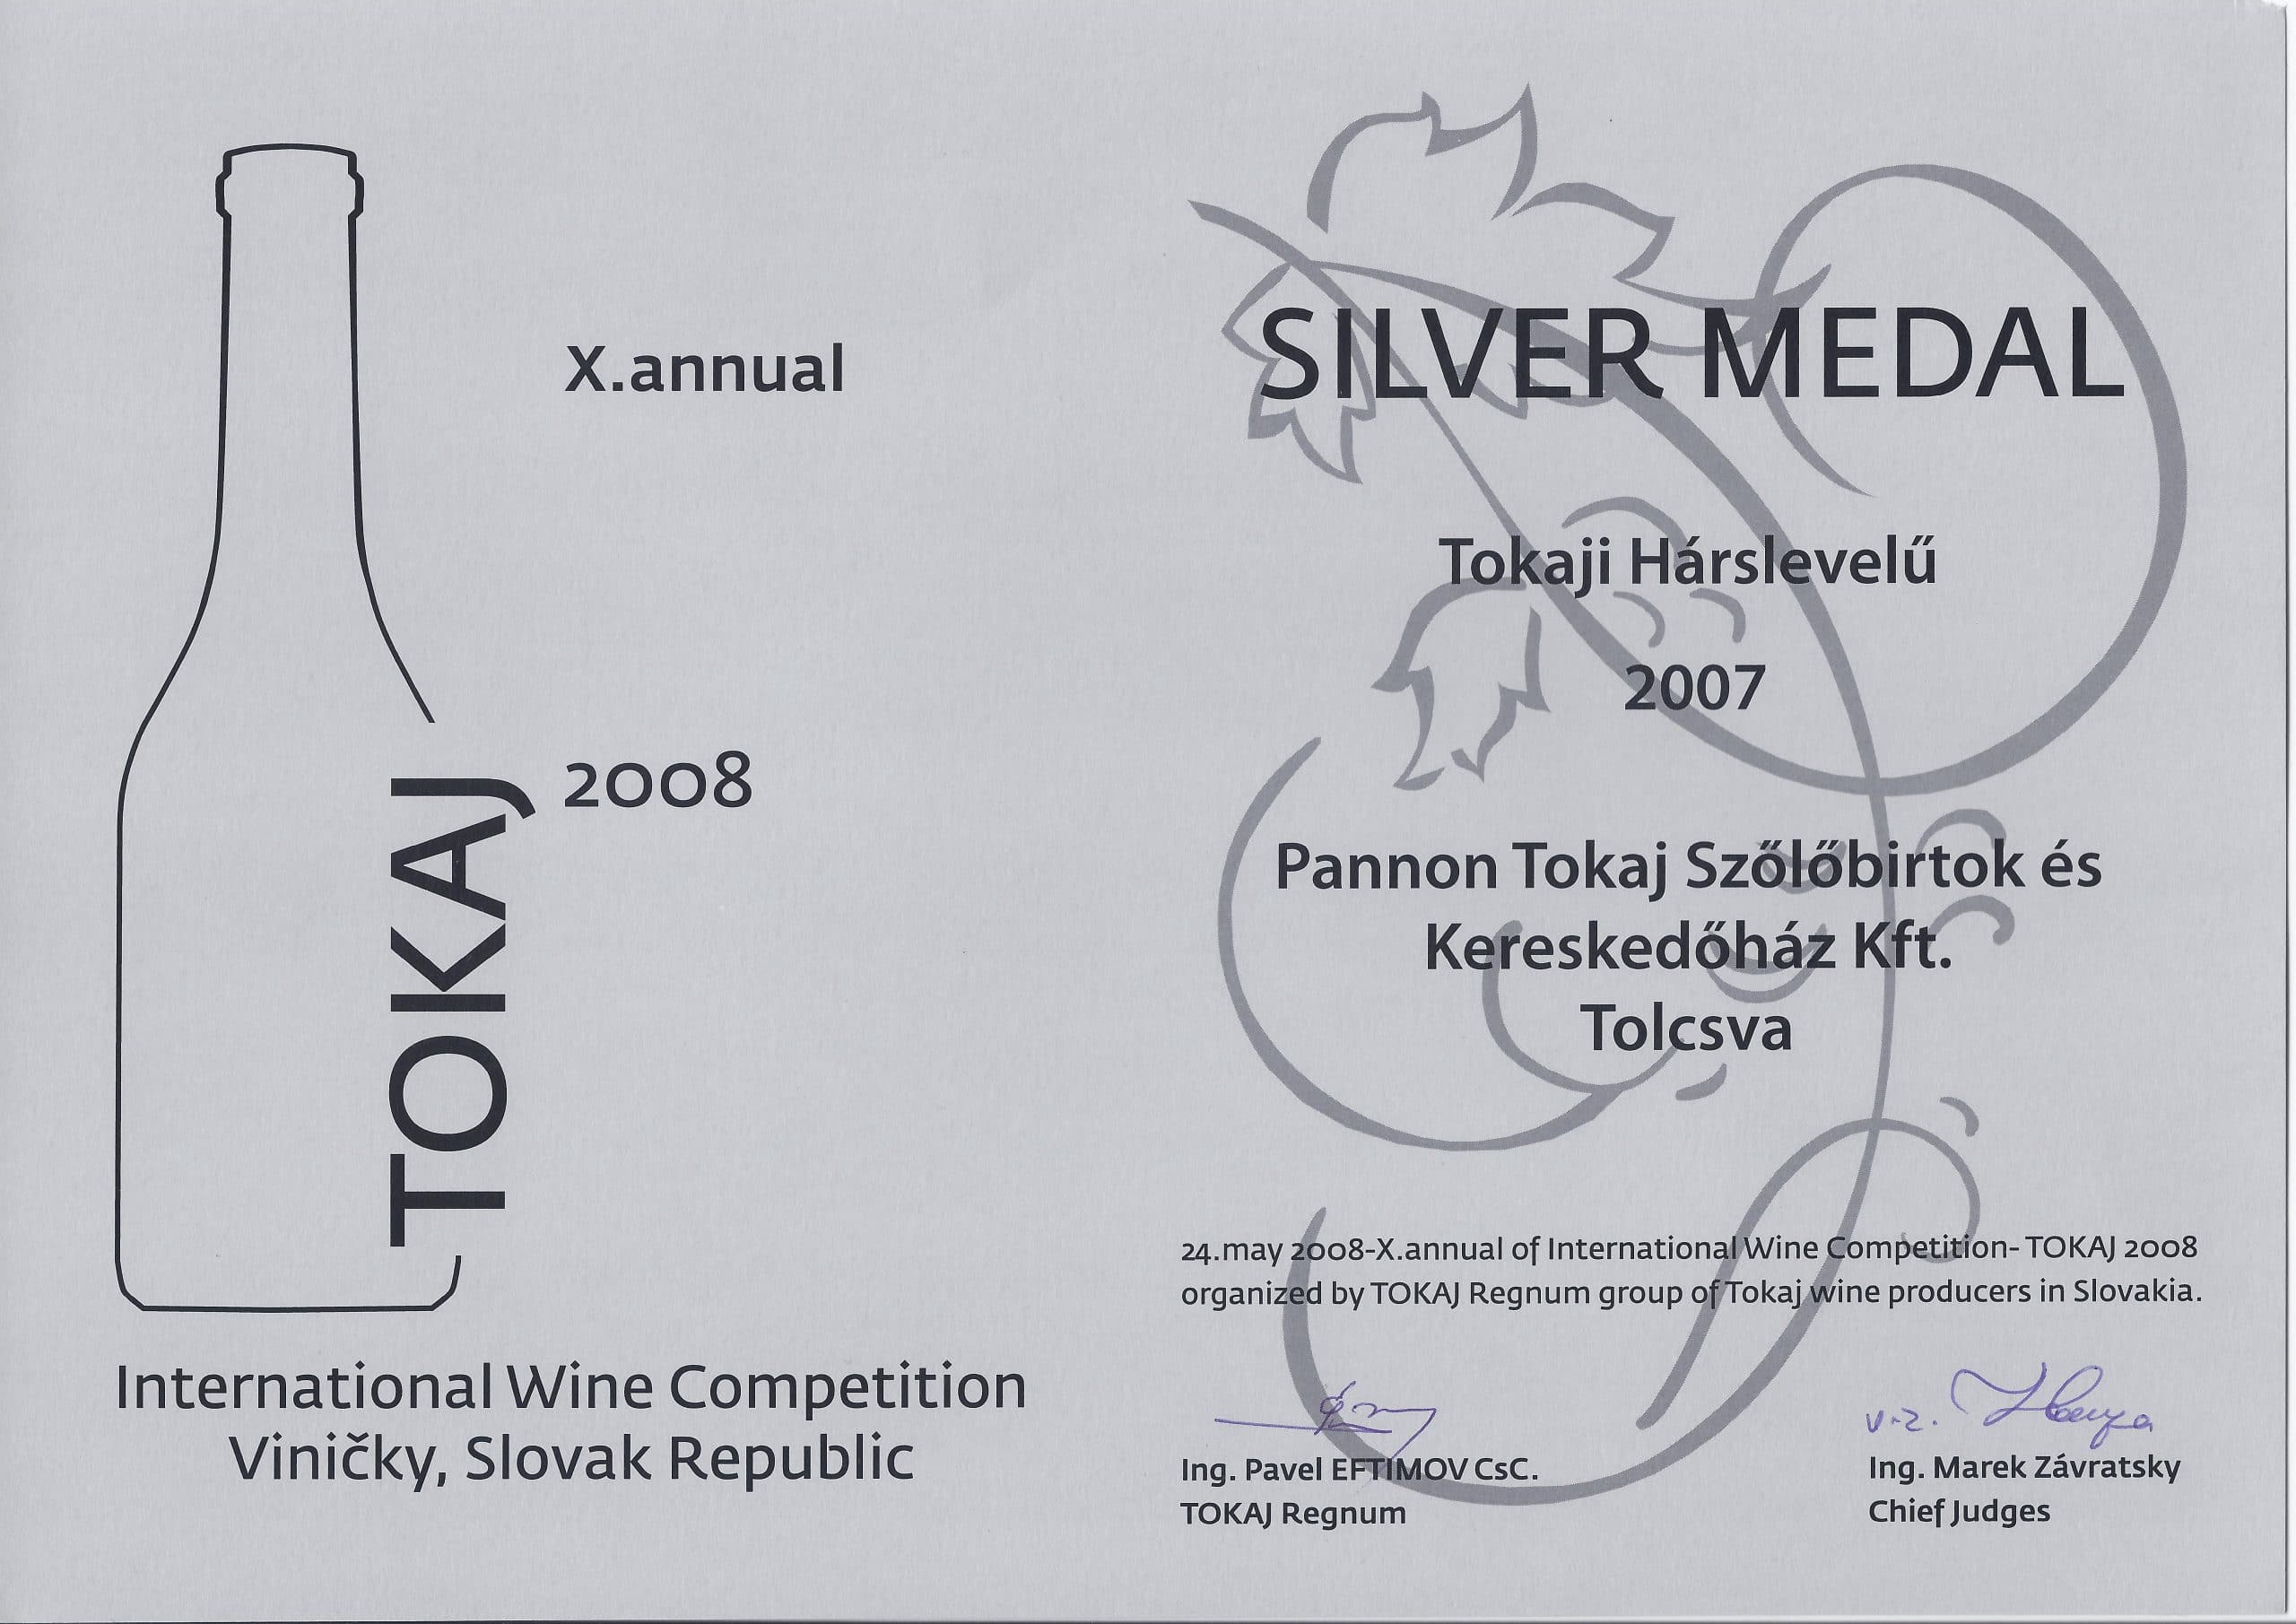 X.annual
TOKAJ
2008
International Wine Competition
Viničky, Slovak Republic
SILVER MEDAL
Tokaji Hárslevelű
2007
Pannon Tokaj Szőlőbirtok és
Kereskedőház Kft.
Tolcsva
24.may 2008-X.annual of International Wine Competition- TOKAJ 2008
organized by TOKAJ Regnum group of Tokaj wine producers in Slovakia.
v.z.
Ing. Pavel EFTIMOV CsC.
TOKAJ Regnum
Ing. Marek Závratsky
Chief Judges